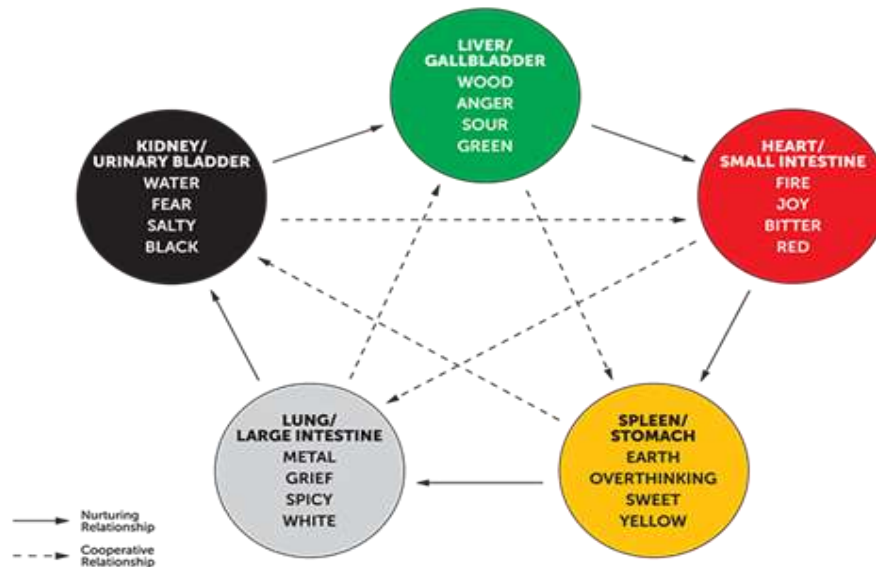 LIVER/
GALLBLADDER
WOOD
ANGER
SOUR
GREEN
KIDNEY/
URINARY BLADDER
WATER
FEAR
SALTY
BLACK
HEART/
SMALL INTESTINE
FIRE
JOY
BITTER
RED
LUNG/
LARGE INTESTINE
METAL
GRIEF
SPICY
WHITE
SPLEEN/
STOMACH
EARTH
OVERTHINKING
SWEET
YELLOW
Nurturing
Relationship
Cooperative
Relationship